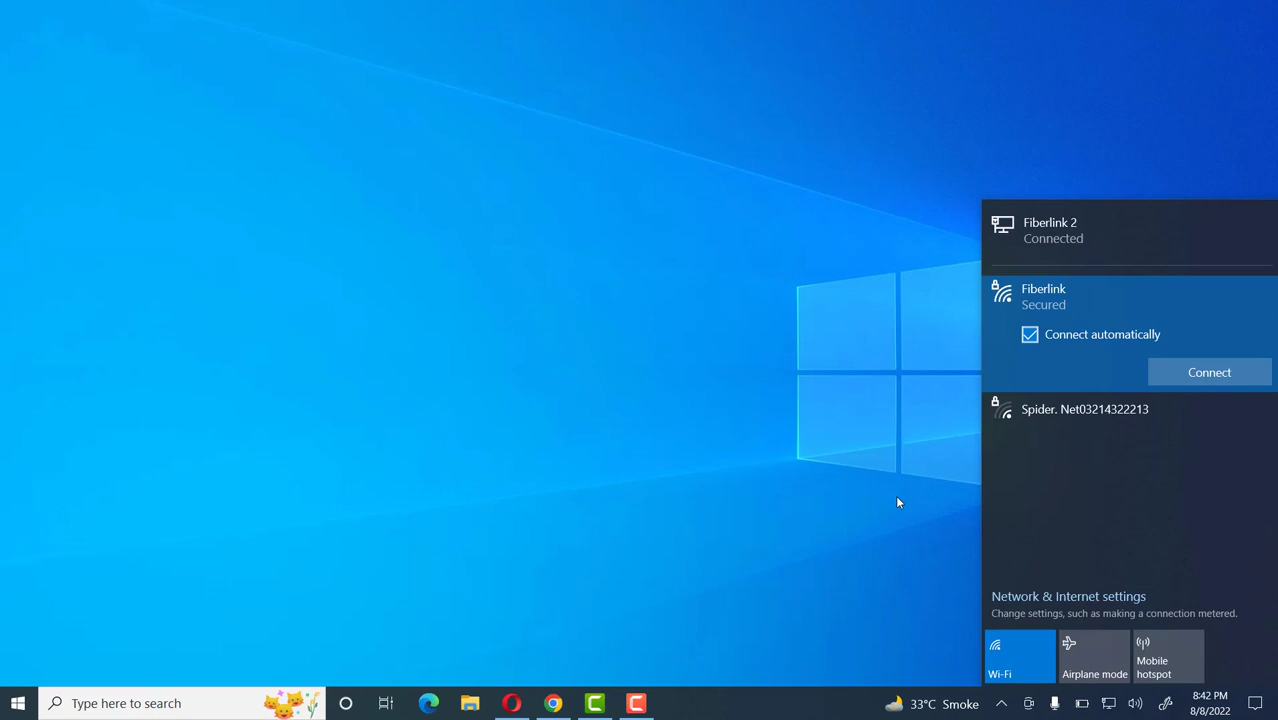 Fiberlink 2
Connected
Fiberlink
Secured
Connect automatically
Connect
Spider. Net03214322213
Network & Internet settings
Change settings, such as making a connection metered.
Wi-Fi
Airplane mode
Mobile
hotspot
Type here to search
33°C Smoke
8:42 PM
8/8/2022